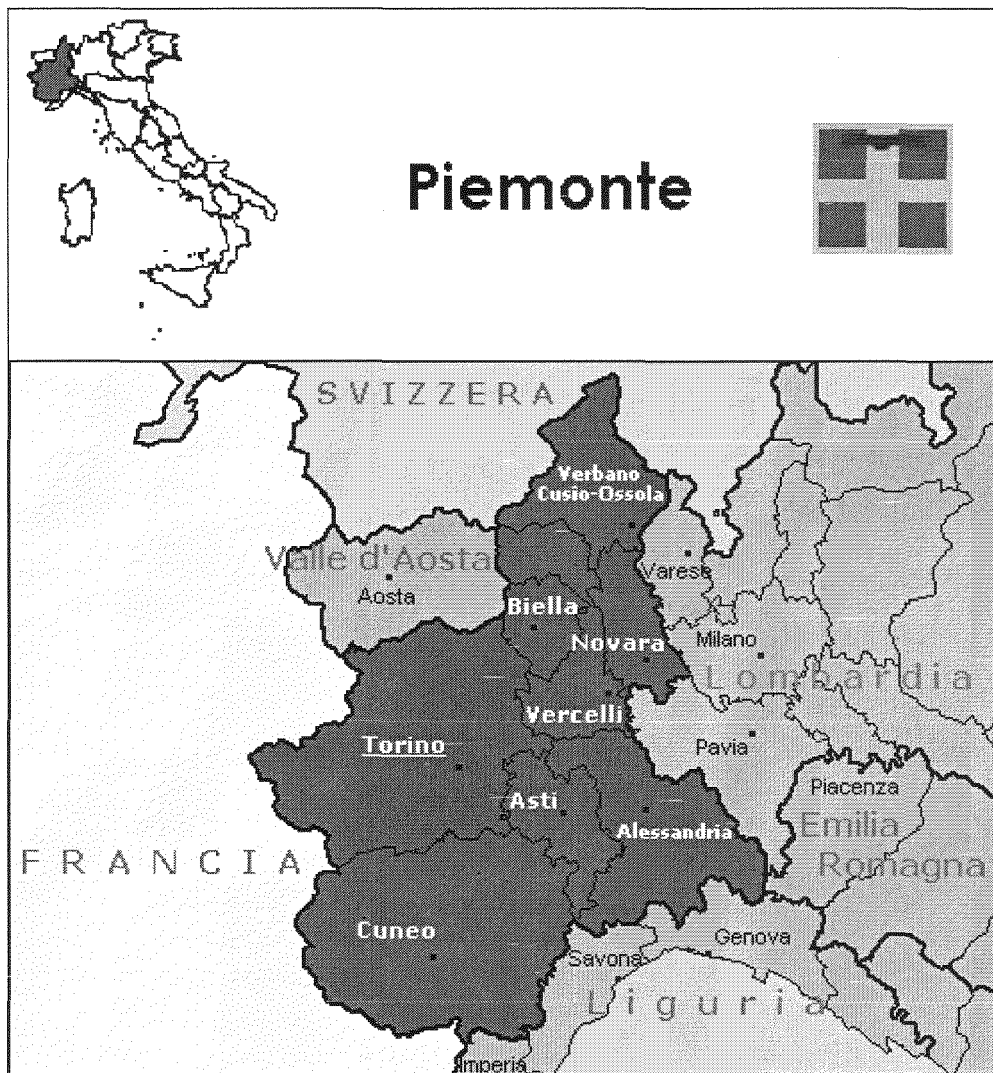 Piemonte
SVIZZERA
Verbano
Cusio-Ossola
Valle d'Aosta
Aosta
Varese
Biella
Novara
Milano
Lombardia
Vercelli
Torino
Pavia
Asti
Piacenza
Alessandria
Emilia
Romagna
FRANCIA
Cuneo
Genova
Savona
Liguria
Imperia